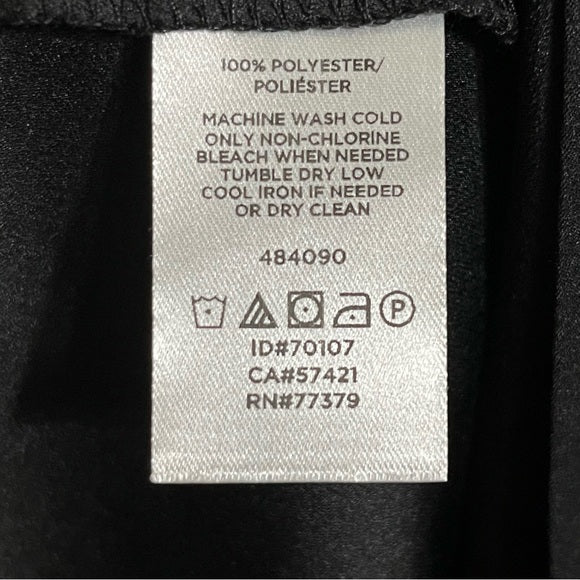 100% POLYESTER/
POLIÉSTER
MACHINE WASH COLD
ONLY NON-CHLORINE
BLEACH WHEN NEEDED
TUMBLE DRY LOW
COOL IRON IF NEEDED
OR DRY CLEAN
484090
P
ID#70107
CA#57421
RN#77379